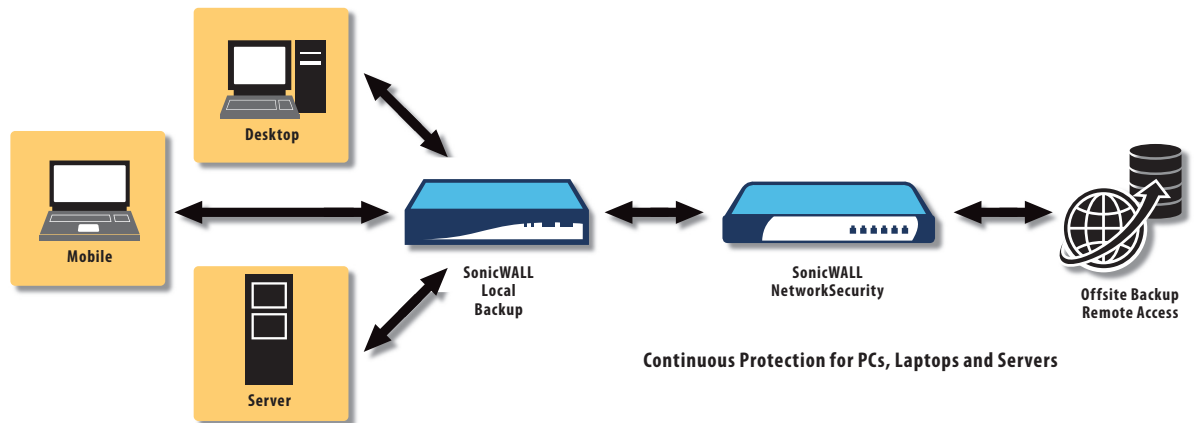 Desktop
Mobile
Server
SonicWALL
Local
Backup
SonicWALL
NetworkSecurity
Offsite Backup
Remote Access
Continuous Protection for PCs, Laptops and Servers